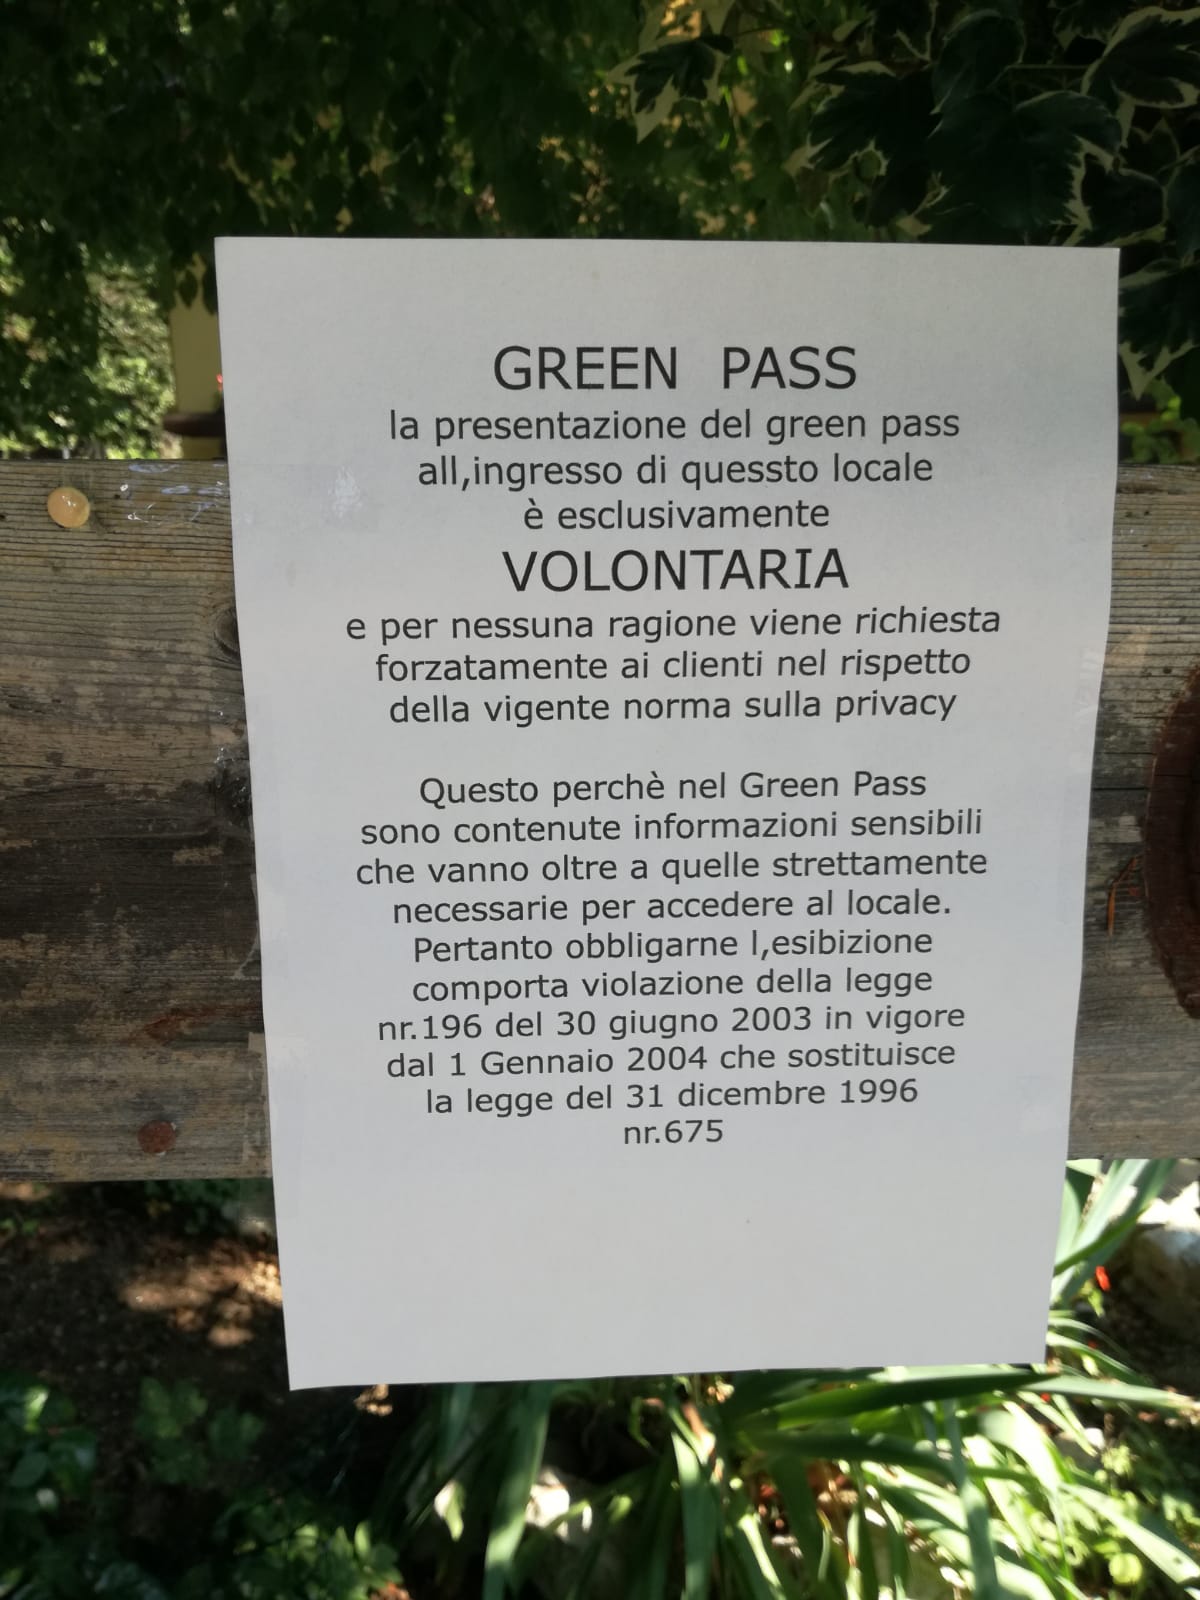 GREEN PASS
la presentazione del green pass
all,ingresso di quessto locale
è esclusivamente
VOLONTARIA
e per nessuna ragione viene richiesta
forzatamente ai clienti nel rispetto
della vigente norma sulla privacy
Questo perchè nel Green Pass
sono contenute informazioni sensibili
che vanno oltre a quelle strettamente
necessarie per accedere al locale.
Pertanto obbligarne l,esibizione
comporta violazione della legge
nr.196 del 30 giugno 2003 in vigore
dal 1 Gennaio 2004 che sostituisce
la legge del 31 dicembre 1996
nr.675